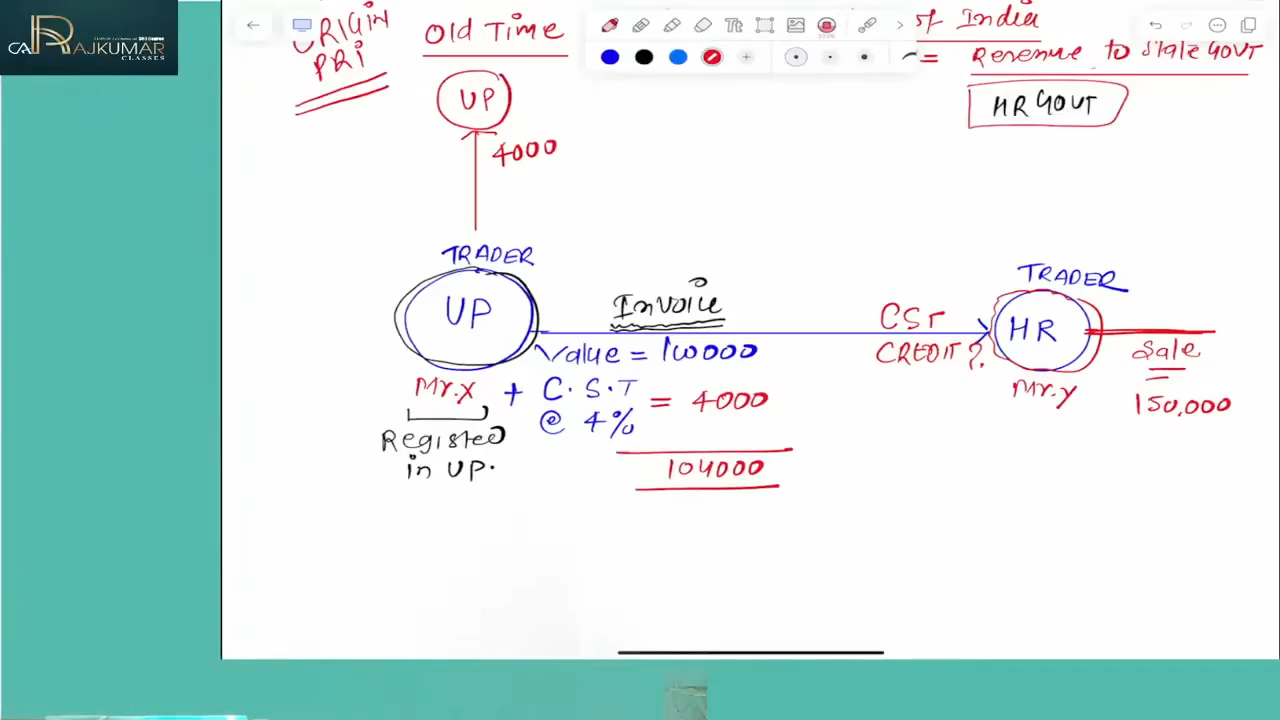 CA RAJKUMAR
CLASSES
ORIGIN
PRI
Old Time
of India
= Revenue to State GOVT
HR GOVT
UP
4000
TRADER
UP
Mr.X
Registed
in UP.
Invoice
Value = 100000
+ C.S.T = 4000
@ 4%
104000
CST
CREDIT?
TRADER
HR
Mr.Y
Sale
150,000